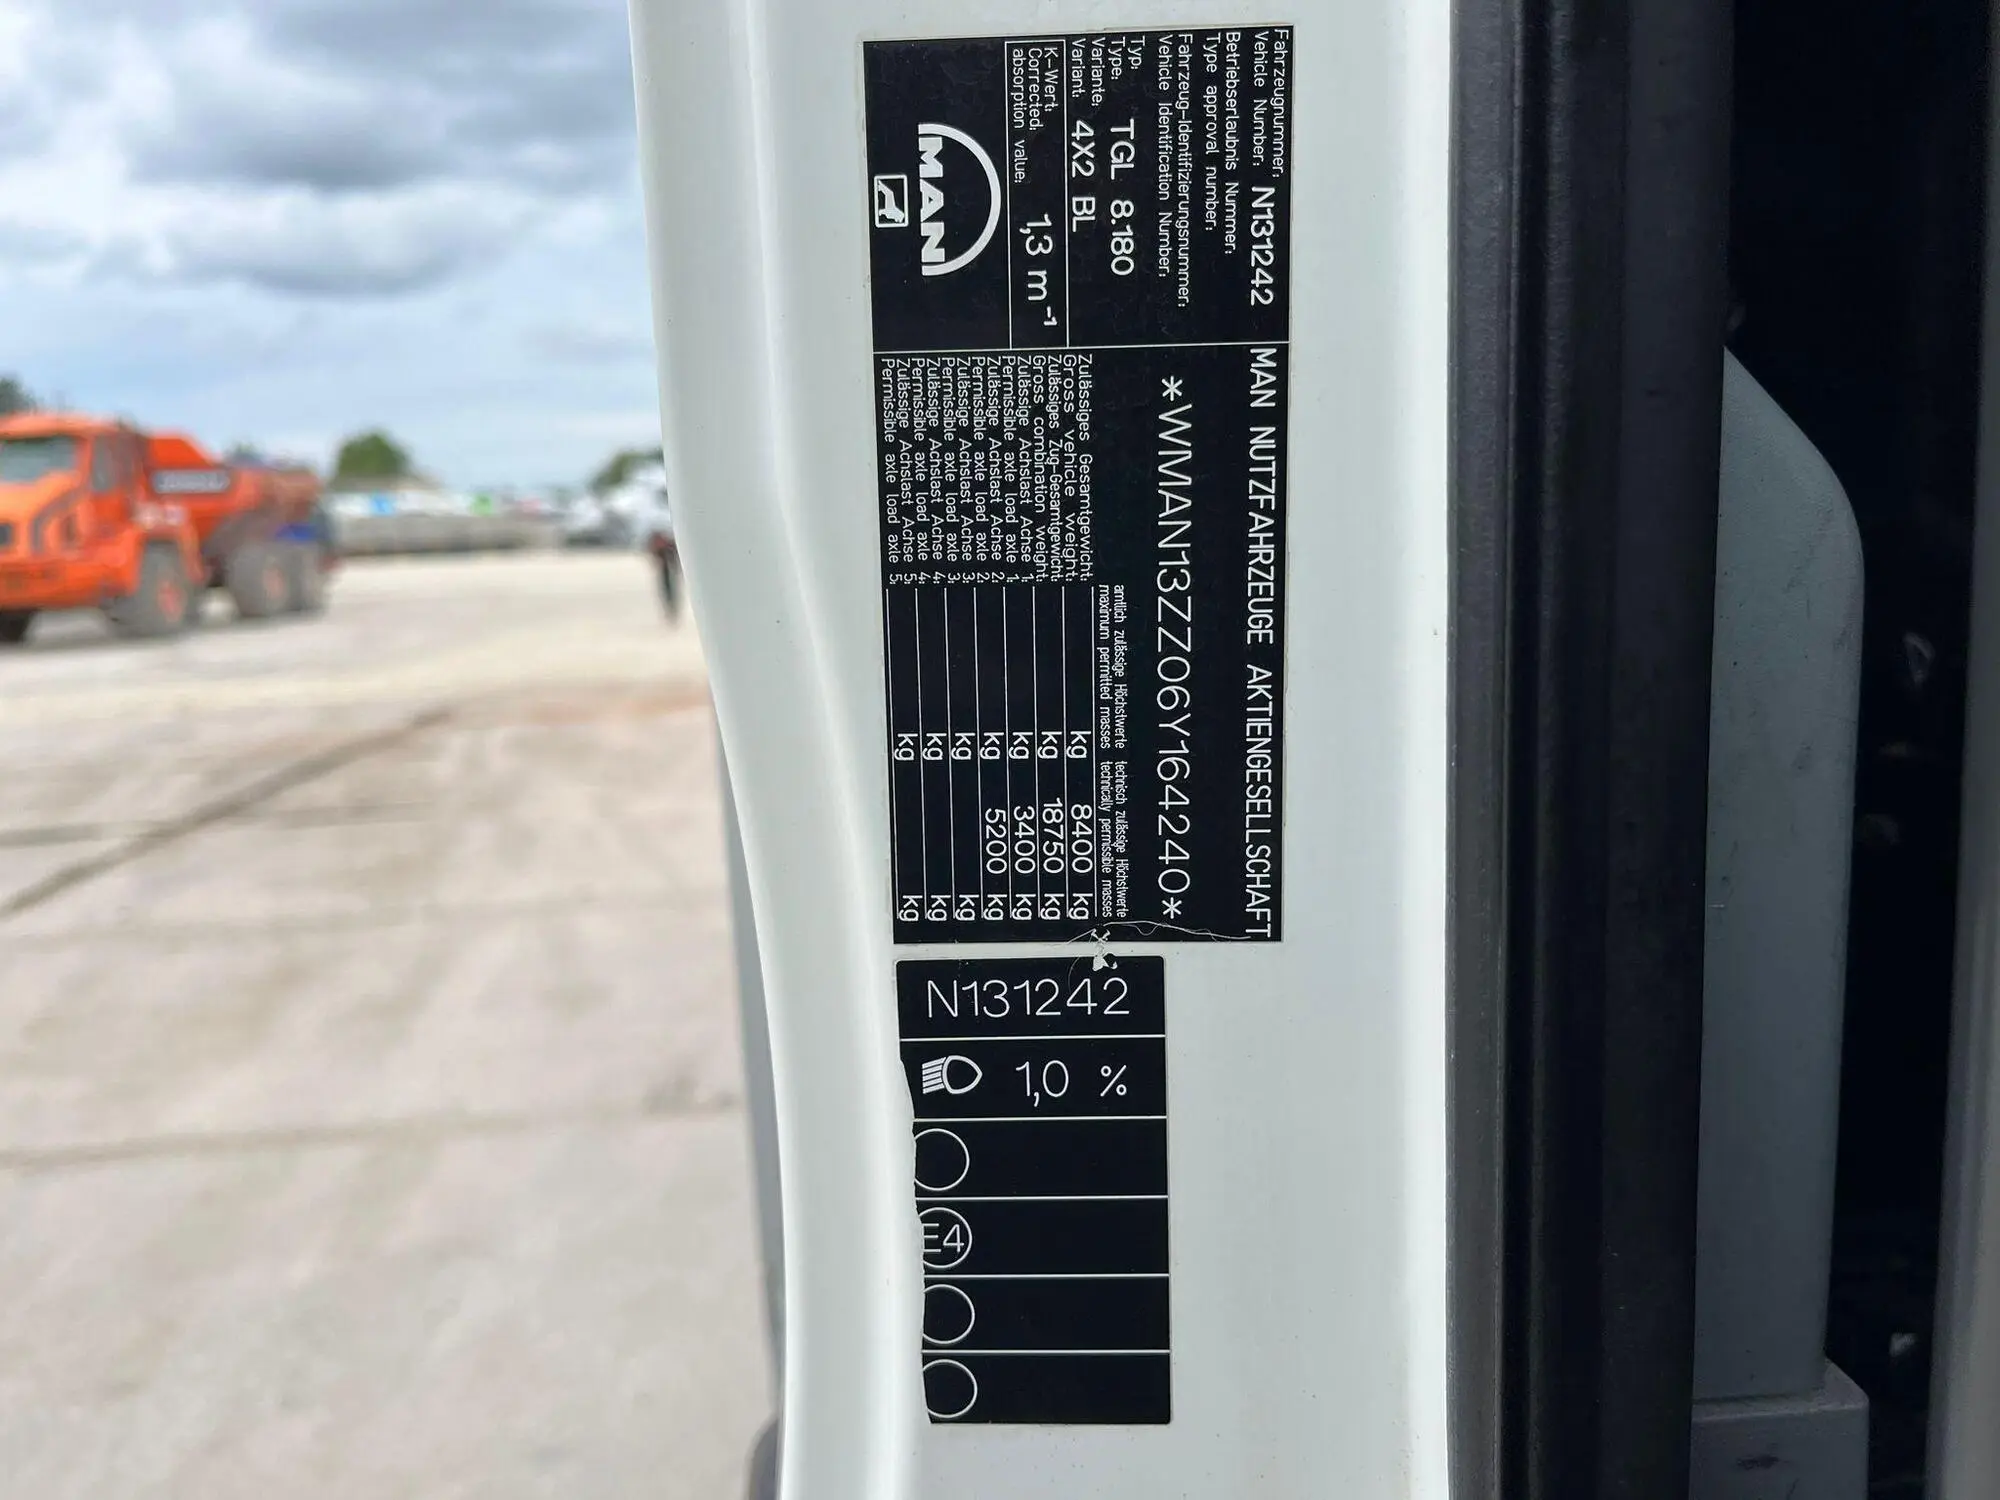 Fahrzeugnummer:
Vehicle Number: N131242
MAN NUTZFAHRZEUGE AKTIENGESELLSCHAFT
Betriebserlaubnis Nummer:
Type approval number:
Fahrzeug-Identifizierungsnummer:
Vehicle Identification Number:
*WMAN13ZZ06Y164240*
Typ:
Type: TGL 8.180
Variante:
Variant: 4X2 BL
K-Wert:
Corrected:
absorption value: 1,3 m⁻¹
MAN
amtlich zulässige Höchstwerte technisch zulässige Höchstwerte
maximum permitted masses technically permissible masses
Zulässiges Gesamtgewicht:
Gross vehicle weight: kg 8400 kg
Zulässiges Zug-Gesamtgewicht:
Gross combination weight: kg 18750 kg
Zulässige Achslast Achse 1:
Permissible axle load axle 1: kg 3400 kg
Zulässige Achslast Achse 2:
Permissible axle load axle 2: kg 5200 kg
Zulässige Achslast Achse 3:
Permissible axle load axle 3: kg kg
Zulässige Achslast Achse 4:
Permissible axle load axle 4: kg kg
Zulässige Achslast Achse 5:
Permissible axle load axle 5: kg kg
N131242
1,0 %
E4